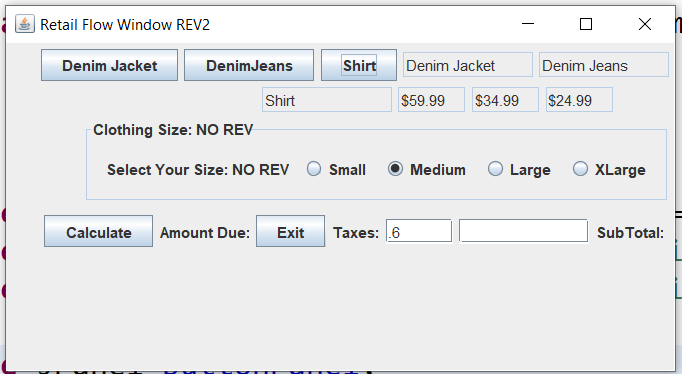 Retail Flow Window REV2
Denim Jacket DenimJeans Shirt Denim Jacket Denim Jeans
Shirt $59.99 $34.99 $24.99
Clothing Size: NO REV
Select Your Size: NO REV Small Medium Large XLarge
Calculate Amount Due: Exit Taxes: .6 SubTotal: